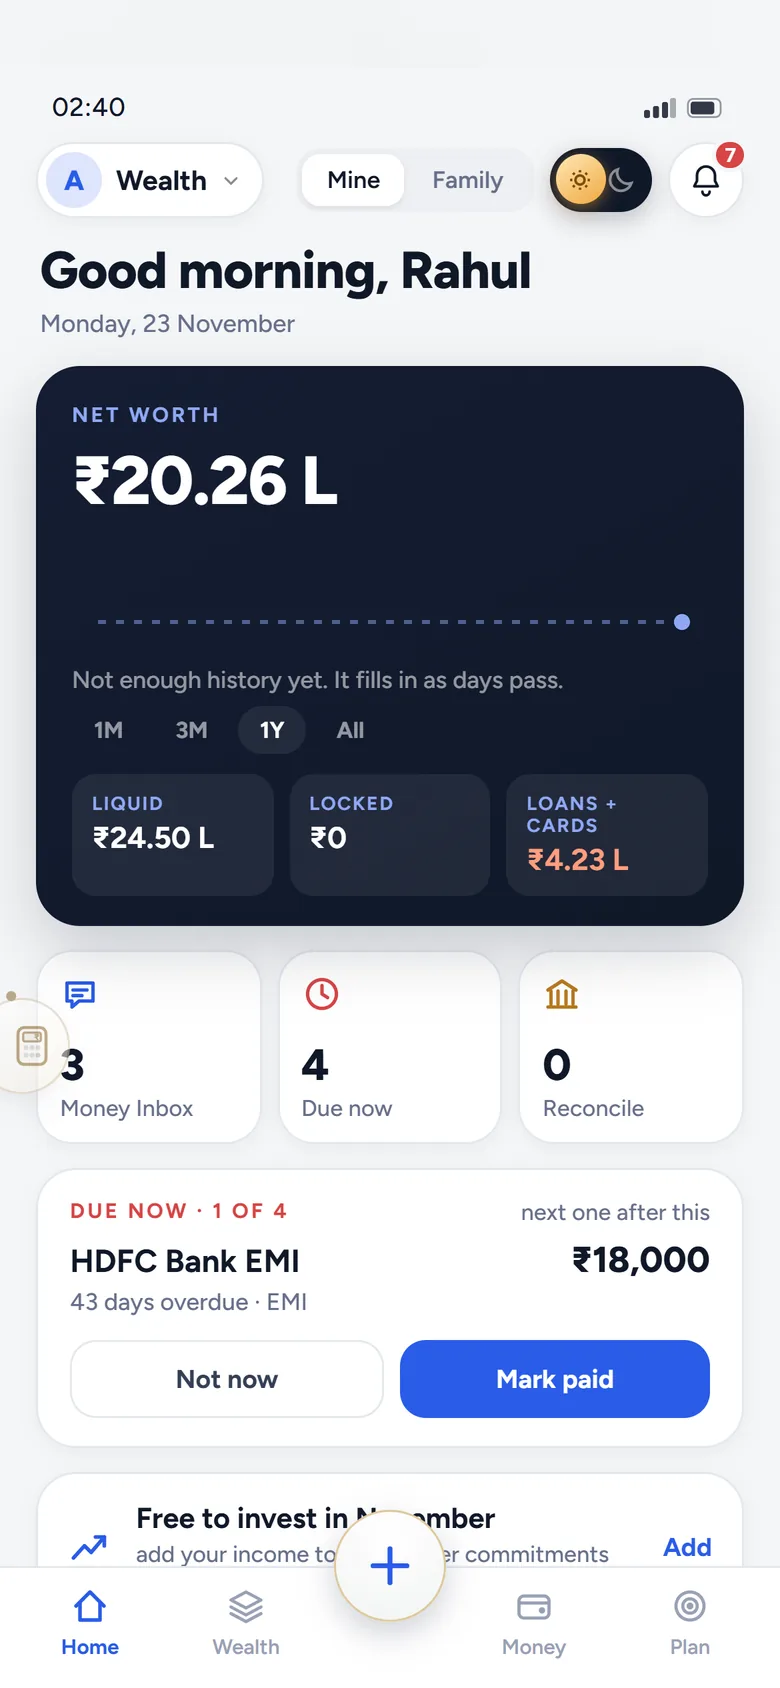 02:40
A Wealth Mine Family 7
Good morning, Rahul
Monday, 23 November
NET WORTH
₹20.26 L
Not enough history yet. It fills in as days pass.
1M 3M 1Y All
LIQUID
₹24.50 L
LOCKED
₹0
LOANS +
CARDS
₹4.23 L
3
Money Inbox
4
Due now
0
Reconcile
DUE NOW · 1 OF 4
next one after this
HDFC Bank EMI
₹18,000
43 days overdue · EMI
Not now
Mark paid
Free to invest in
add your income to commitments
Add
Home
Wealth
Money
Plan